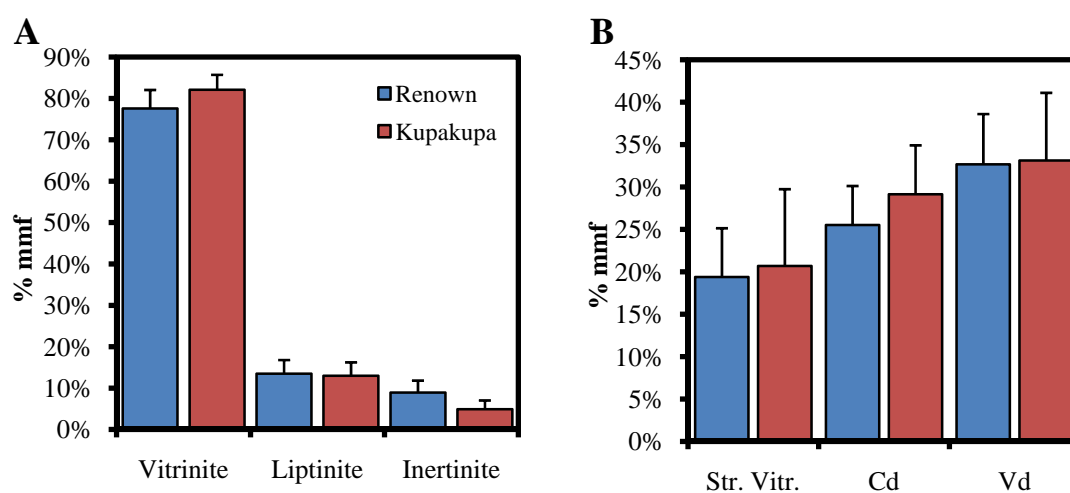 A
% mmf
90%
80%
70%
60%
50%
40%
30%
20%
10%
0%
Renown
Kupakupa
Vitrinite Liptinite Inertinite
B
% mmf
45%
40%
35%
30%
25%
20%
15%
10%
5%
0%
Str. Vitr. Cd Vd